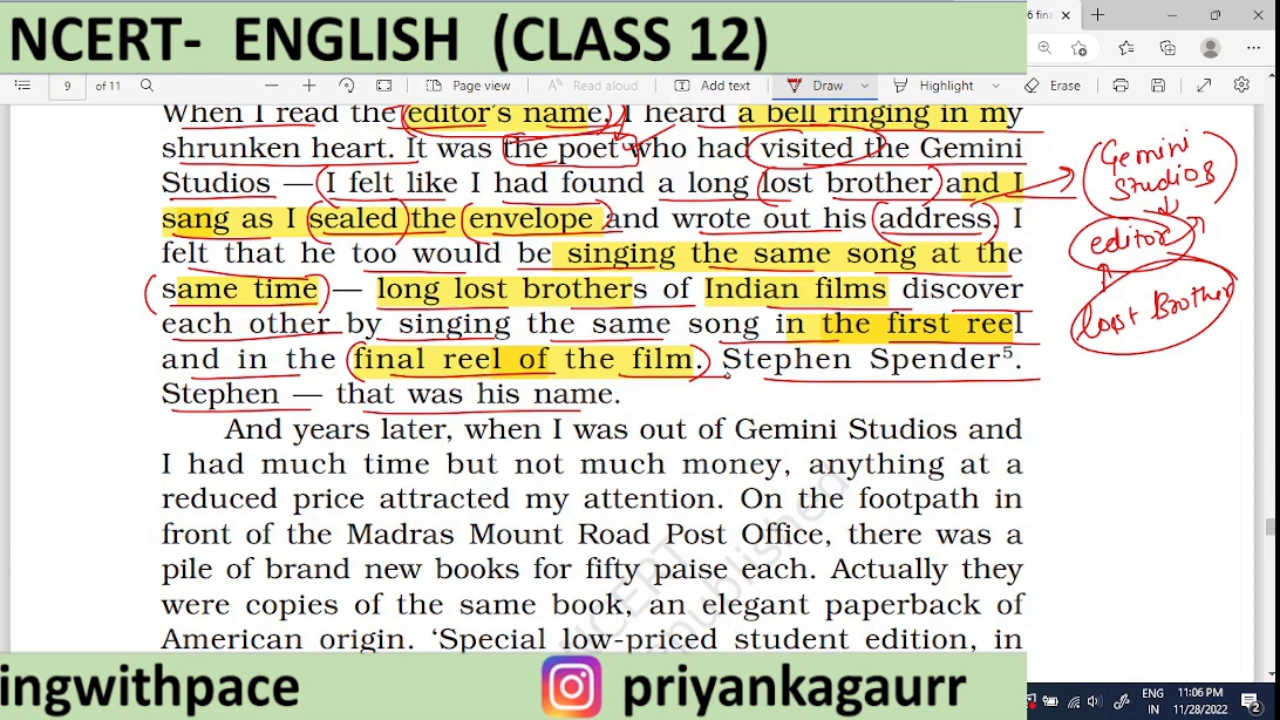 NCERT- ENGLISH (CLASS 12)
6 fina
9 of 11
Page view
Read aloud
Add text
Draw
Highlight
Erase
When I read the editor's name, I heard a bell ringing in my
shrunken heart. It was the poet who had visited the Gemini
Studios — I felt like I had found a long lost brother and I
sang as I sealed the envelope and wrote out his address. I
felt that he too would be singing the same song at the
same time — long lost brothers of Indian films discover
each other by singing the same song in the first reel
and in the final reel of the film. Stephen Spender⁵.
Stephen — that was his name.
And years later, when I was out of Gemini Studios and
I had much time but not much money, anything at a
reduced price attracted my attention. On the footpath in
front of the Madras Mount Road Post Office, there was a
pile of brand new books for fifty paise each. Actually they
were copies of the same book, an elegant paperback of
American origin. ‘Special low-priced student edition, in
Gemini
Studios
editor
Lost Brother
ingwithpace
priyankagaurr
ENG
IN
11:06 PM
11/28/2022
2